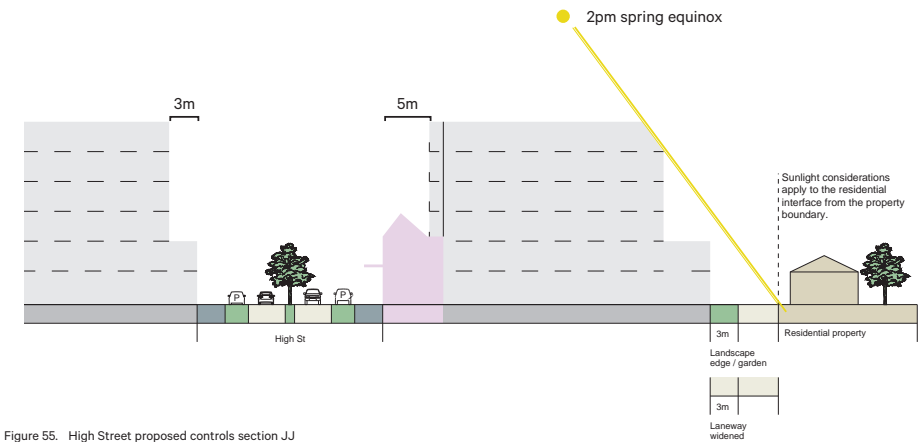 2pm spring equinox
3m
5m
Sunlight considerations
apply to the residential
interface from the property
boundary.
P
P
High St
3m
Residential property
Landscape
edge / garden
3m
Laneway
widened
Figure 55. High Street proposed controls section JJ